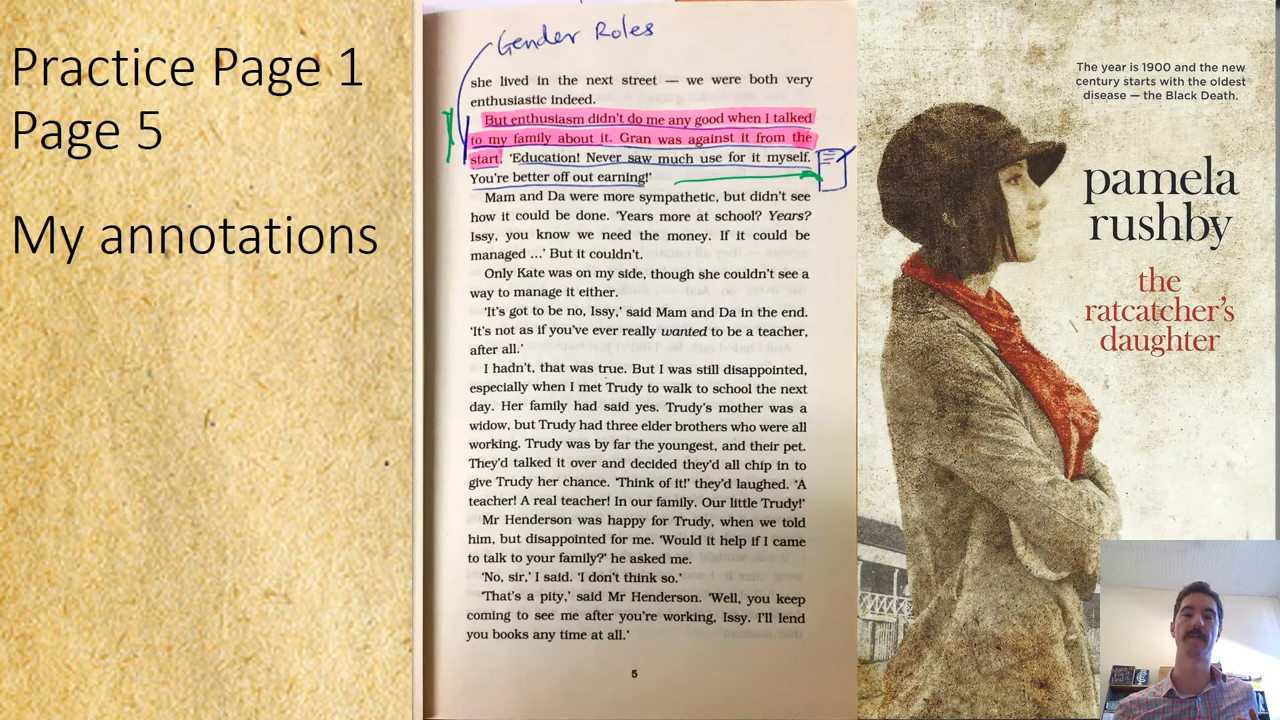 Practice Page 1
Page 5
My annotations
Gender Roles
she lived in the next street — we were both very
enthusiastic indeed.
But enthusiasm didn't do me any good when I talked
to my family about it. Gran was against it from the
start. 'Education! Never saw much use for it myself.
You're better off out earning!'
Mam and Da were more sympathetic, but didn't see
how it could be done. 'Years more at school? Years?
Issy, you know we need the money. If it could be
managed ...' But it couldn't.
Only Kate was on my side, though she couldn't see a
way to manage it either.
'It's got to be no, Issy,' said Mam and Da in the end.
'It's not as if you've ever really wanted to be a teacher,
after all.'
I hadn't, that was true. But I was still disappointed,
especially when I met Trudy to walk to school the next
day. Her family had said yes. Trudy's mother was a
widow, but Trudy had three elder brothers who were all
working. Trudy was by far the youngest, and their pet.
They'd talked it over and decided they'd all chip in to
give Trudy her chance. 'Think of it!' they'd laughed. 'A
teacher! A real teacher! In our family. Our little Trudy!'
Mr Henderson was happy for Trudy, when we told
him, but disappointed for me. 'Would it help if I came
to talk to your family?' he asked me.
'No, sir,' I said. 'I don't think so.'
'That's a pity,' said Mr Henderson. 'Well, you keep
coming to see me after you're working, Issy. I'll lend
you books any time at all.'
5
The year is 1900 and the new
century starts with the oldest
disease — the Black Death.
pamela
rushby
the
ratcatcher's
daughter